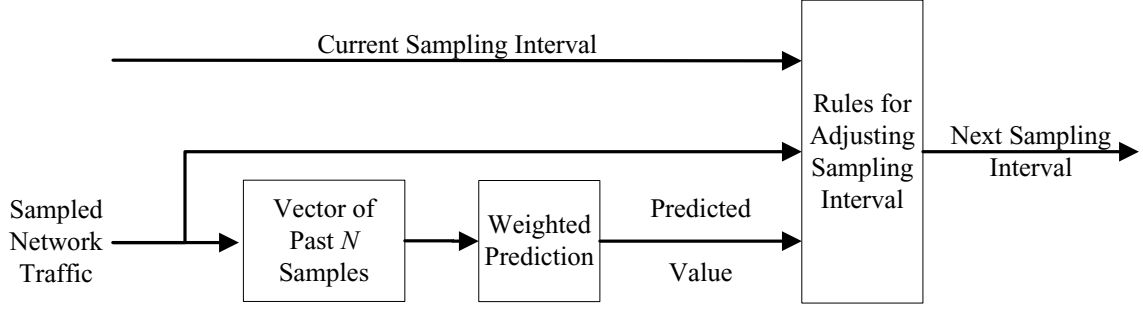 Current Sampling Interval
Rules for
Adjusting
Sampling
Interval
Next Sampling
Interval
Sampled
Network
Traffic
Vector of
Past N
Samples
Weighted
Prediction
Predicted
Value